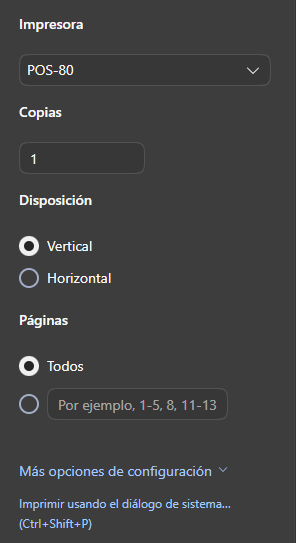 Impresora
POS-80
Copias
1
Disposición
Vertical
Horizontal
Páginas
Todos
Por ejemplo, 1-5, 8, 11-13
Más opciones de configuración
Imprimir usando el diálogo de sistema...
(Ctrl+Shift+P)